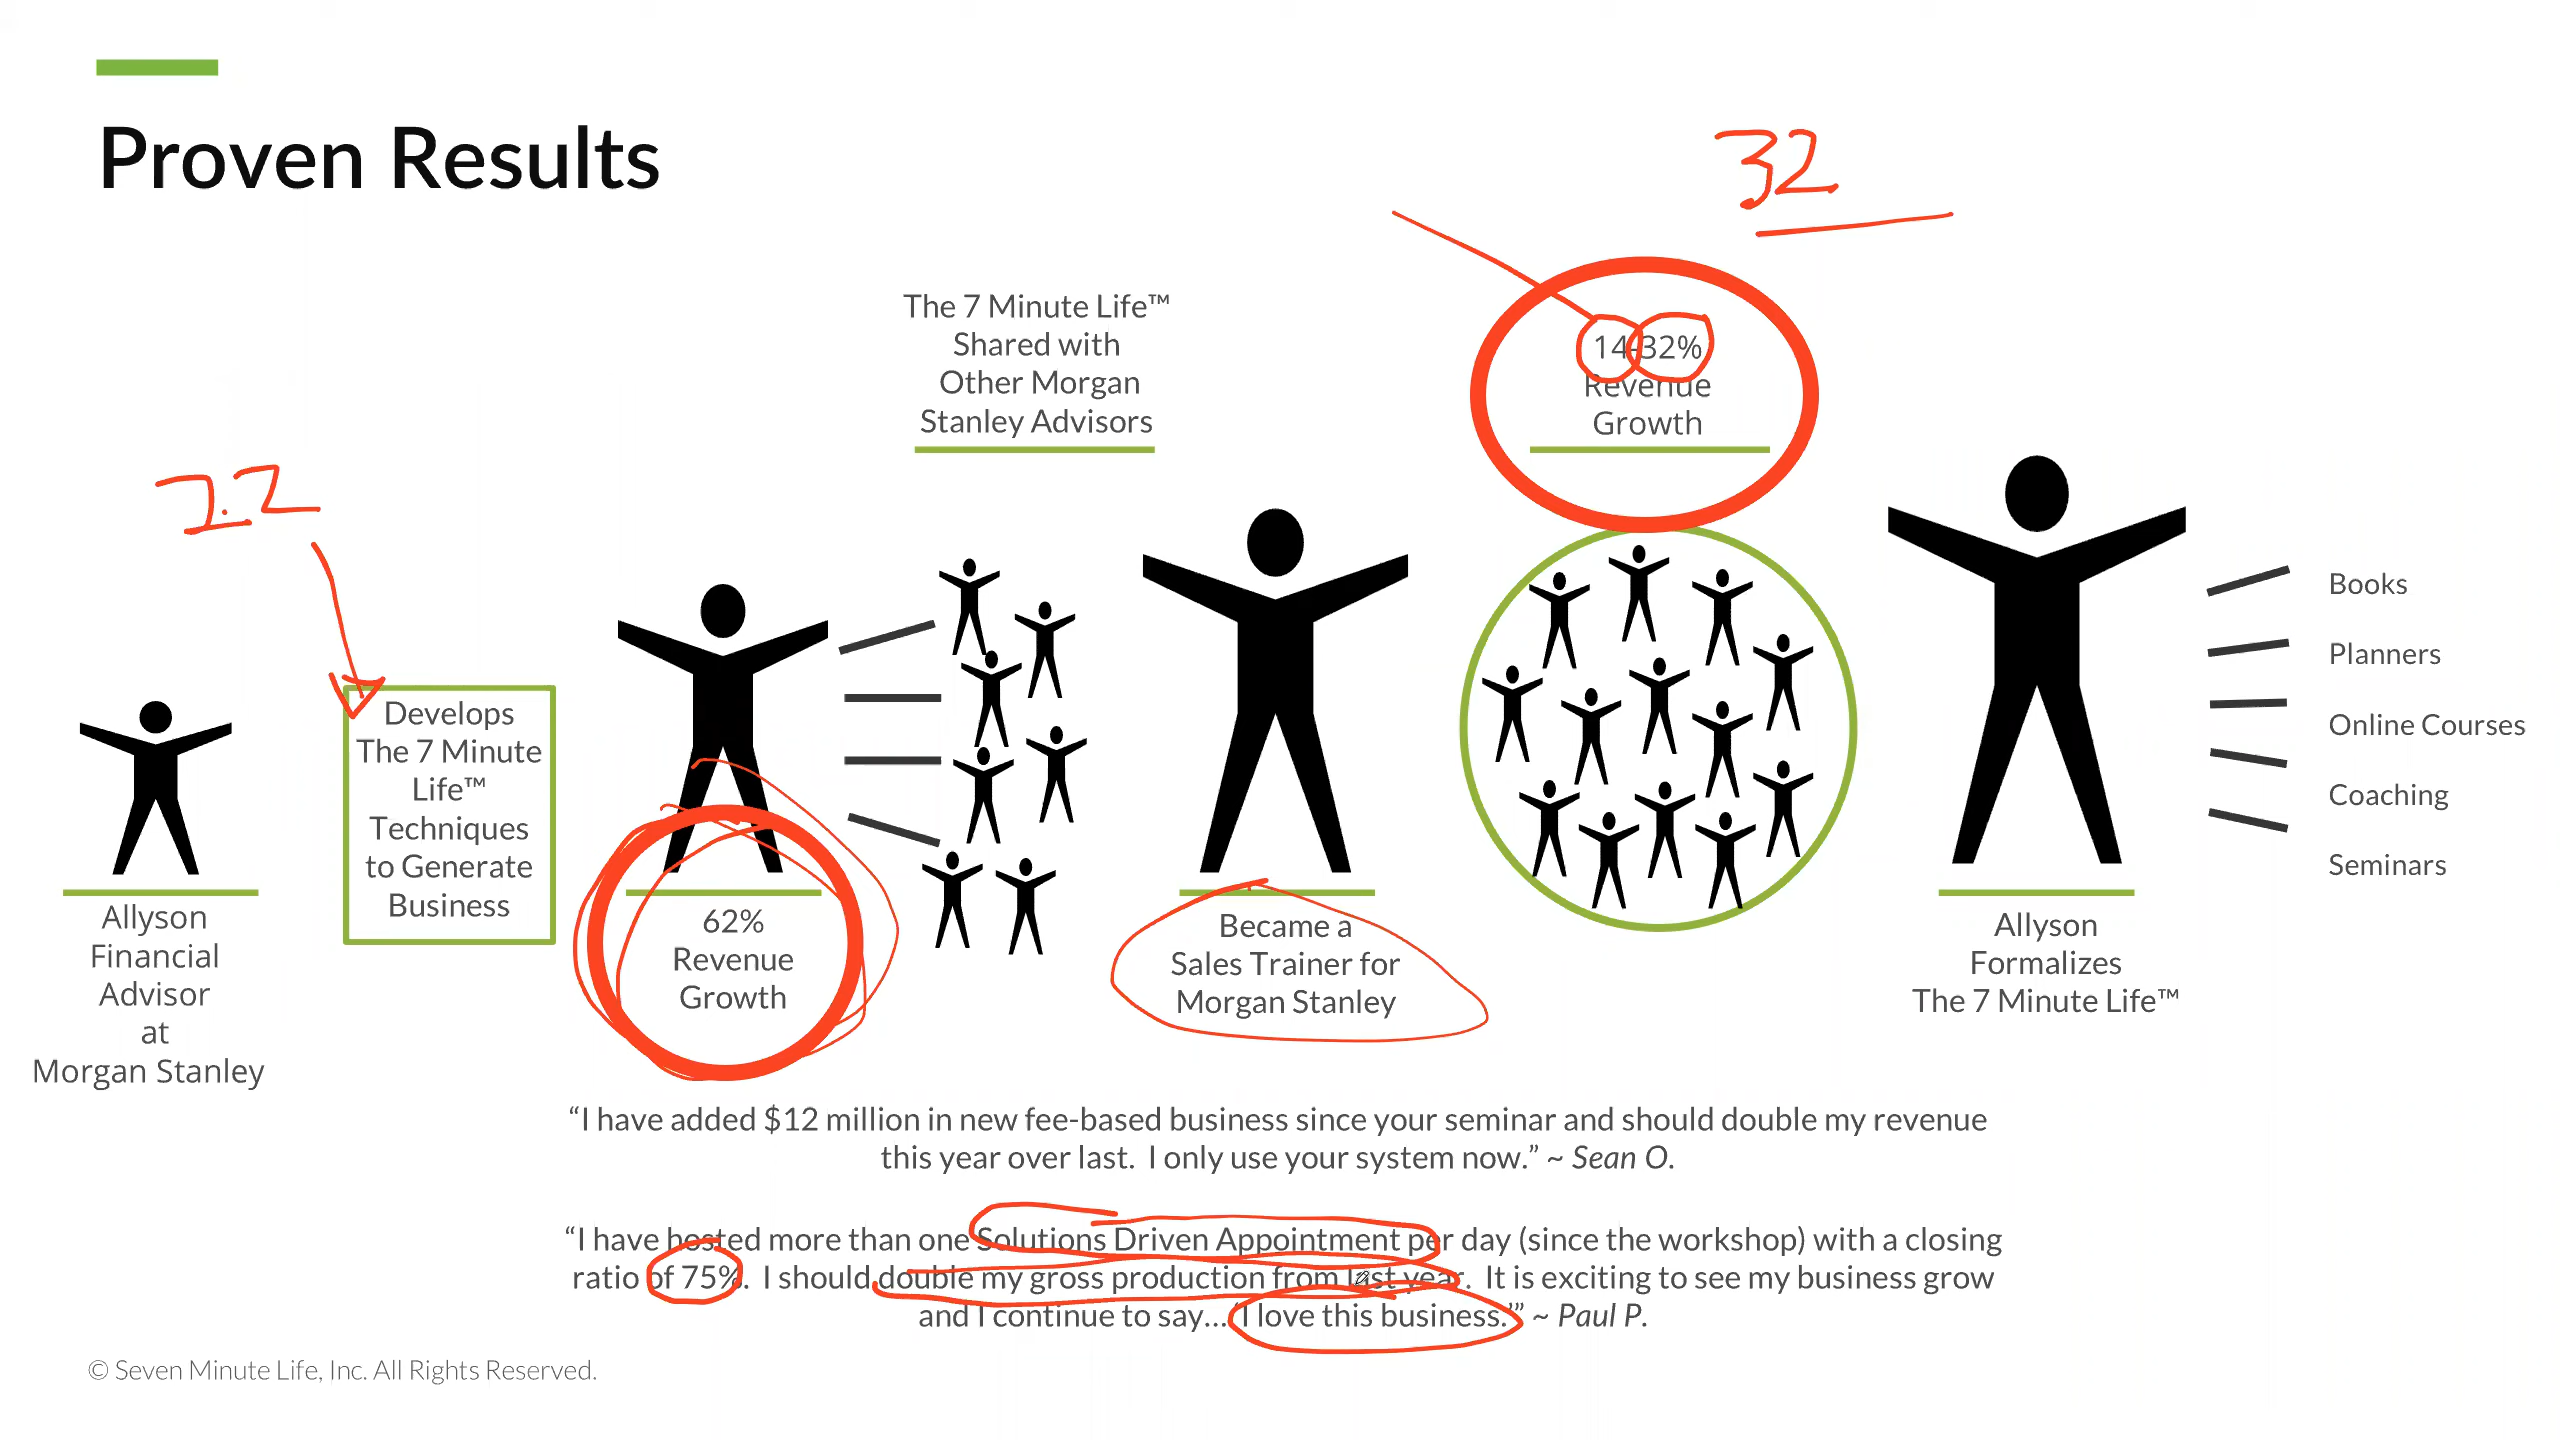 Proven Results
32
The 7 Minute Life™
Shared with
Other Morgan
Stanley Advisors
14-32%
Revenue
Growth
Develops
The 7 Minute
Life™
Techniques
to Generate
Business
Allyson
Financial
Advisor
at
Morgan Stanley
62%
Revenue
Growth
Became a
Sales Trainer for
Morgan Stanley
Allyson
Formalizes
The 7 Minute Life™
Books
Planners
Online Courses
Coaching
Seminars
“I have added $12 million in new fee-based business since your seminar and should double my revenue
this year over last. I only use your system now.” ~ Sean O.
“I have hosted more than one Solutions Driven Appointment per day (since the workshop) with a closing
ratio of 75%. I should double my gross production from last year. It is exciting to see my business grow
and I continue to say… ‘I love this business.’” ~ Paul P.
© Seven Minute Life, Inc. All Rights Reserved.